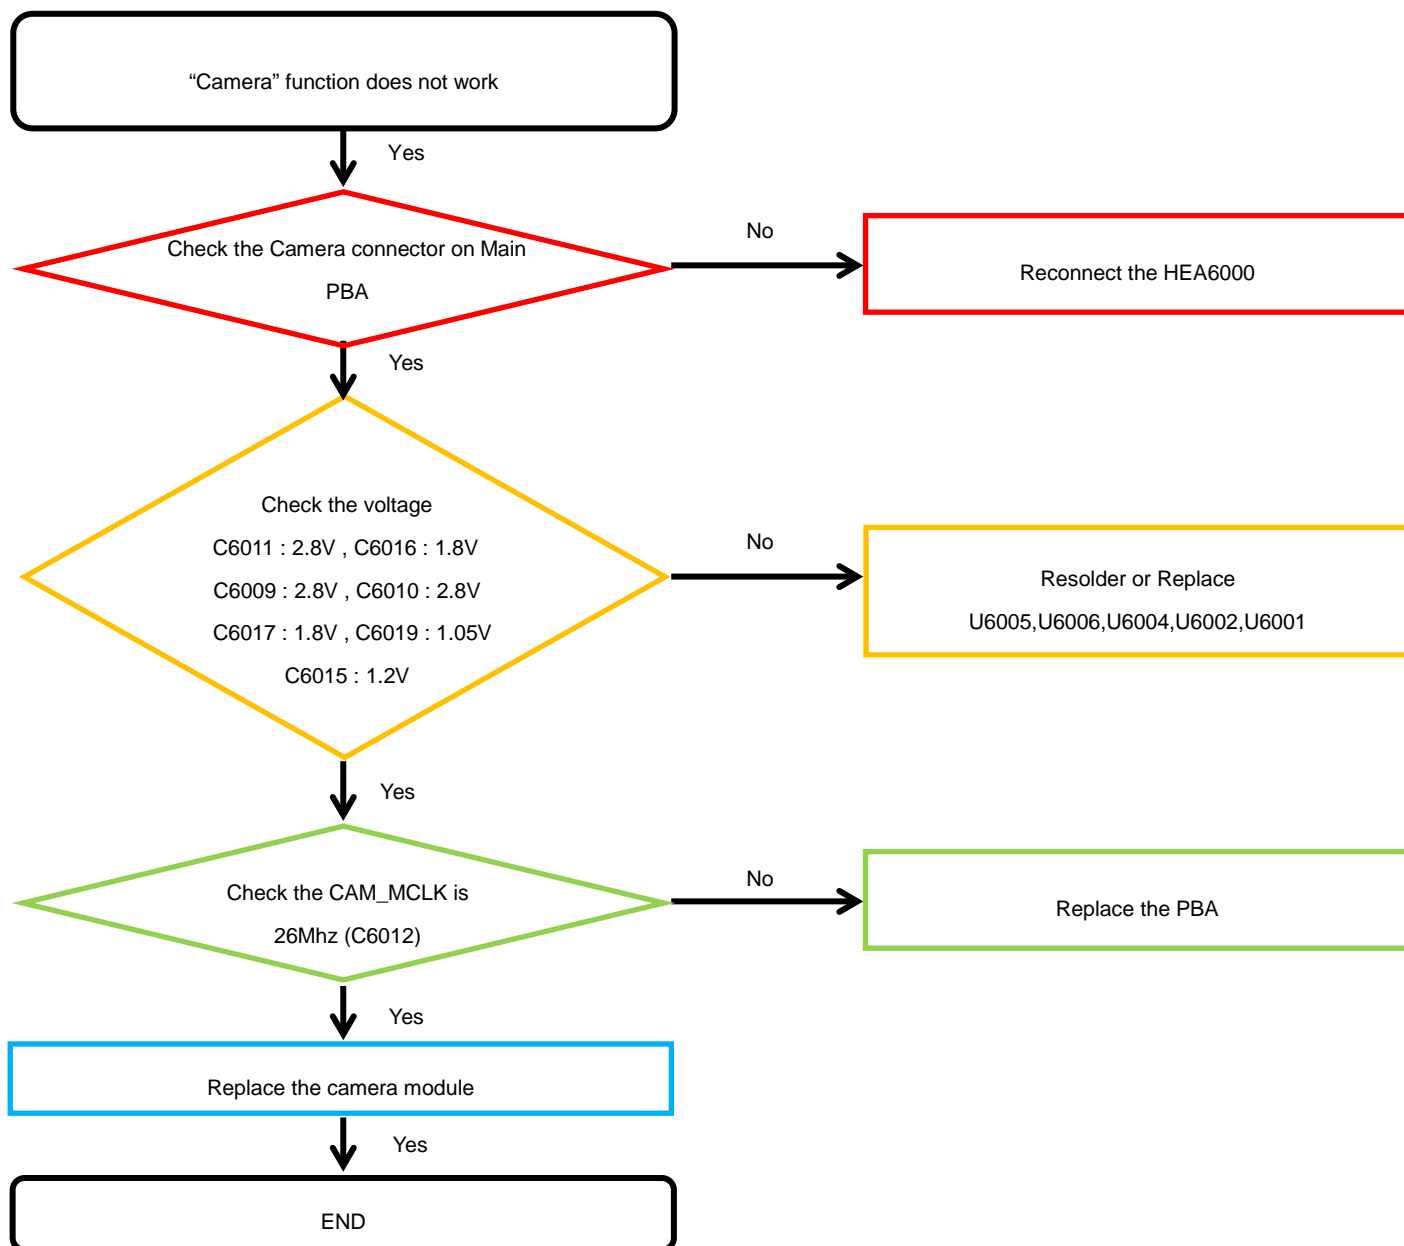 “Camera” function does not work
Yes
Check the Camera connector on Main
PBA
No
Reconnect the HEA6000
Yes
Check the voltage
C6011 : 2.8V , C6016 : 1.8V
C6009 : 2.8V , C6010 : 2.8V
C6017 : 1.8V , C6019 : 1.05V
C6015 : 1.2V
No
Resolder or Replace
U6005,U6006,U6004,U6002,U6001
Yes
Check the CAM_MCLK is
26Mhz (C6012)
No
Replace the PBA
Yes
Replace the camera module
Yes
END